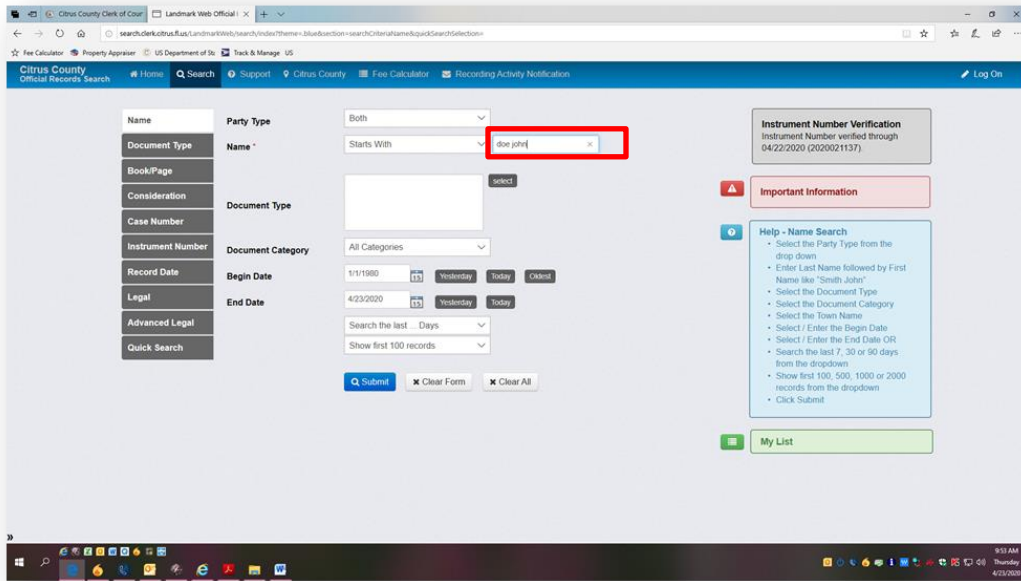 Citrus County Clerk of Cour
Landmark Web Official
search.clerk.citrus.fl.us/LandmarkWeb/search/index?theme=.blue&section=searchCriteriaName&quickSearchSelection=
Fee Calculator Property Appraiser US Department of Sta Track & Manage US
Citrus County
Official Records Search
Home Search Support Citrus County Fee Calculator Recording Activity Notification Log On
Name
Document Type
Book/Page
Consideration
Case Number
Instrument Number
Record Date
Legal
Advanced Legal
Quick Search
Party Type Both
Name * Starts With doe john
select
Document Type
Document Category All Categories
Begin Date 1/1/1980 15 Yesterday Today Oldest
End Date 4/23/2020 15 Yesterday Today
Search the last ... Days
Show first 100 records
Submit Clear Form Clear All
Instrument Number Verification
Instrument Number verified through
04/22/2020 (2020021137).
Important Information
Help - Name Search
• Select the Party Type from the
drop down
• Enter Last Name followed by First
Name like "Smith John"
• Select the Document Type
• Select the Document Category
• Select the Town Name
• Select / Enter the Begin Date
• Select / Enter the End Date OR
• Search the last 7, 30 or 90 days
from the dropdown
• Show first 100, 500, 1000 or 2000
records from the dropdown
• Click Submit
My List
»
9:53 AM
Thursday
4/23/2020